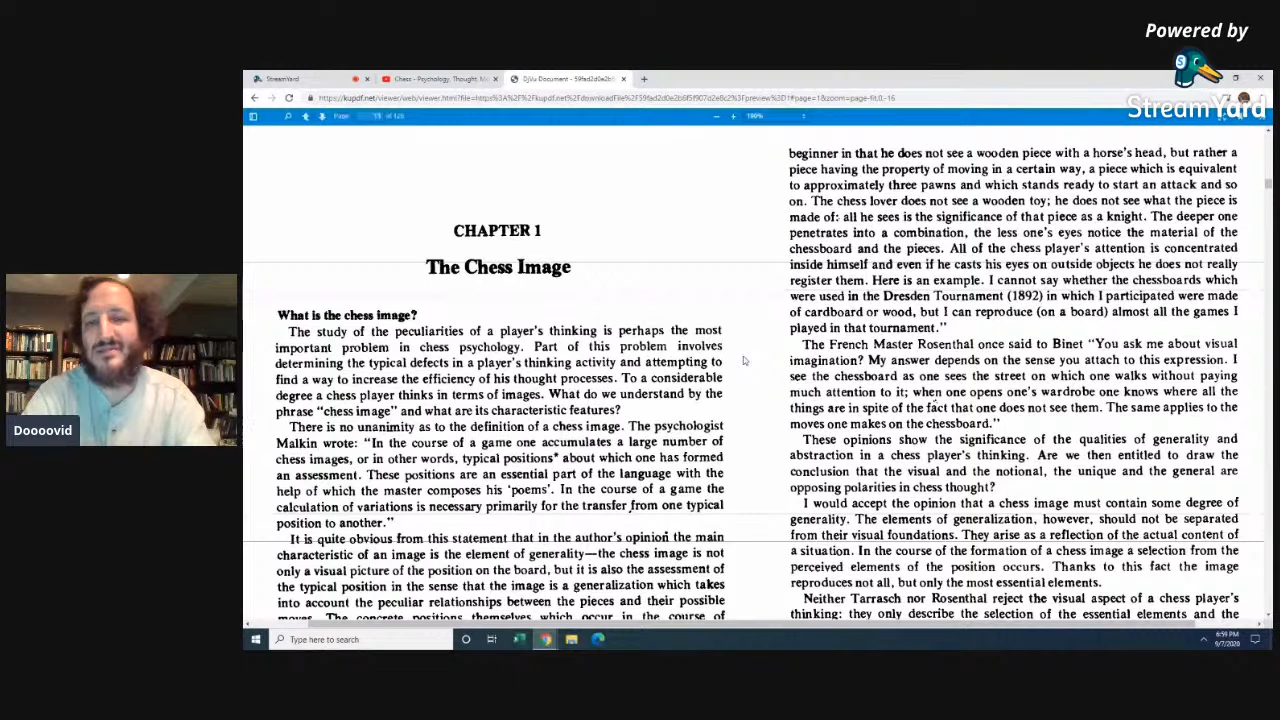 Powered by
StreamYard
StreamYard
Chess - Psychology, Thought, Me
DjVu Document - 59fad2d0e2b
Page:
of 128
CHAPTER 1
The Chess Image
What is the chess image?
The study of the peculiarities of a player's thinking is perhaps the most
important problem in chess psychology. Part of this problem involves
determining the typical defects in a player's thinking activity and attempting to
find a way to increase the efficiency of his thought processes. To a considerable
degree a chess player thinks in terms of images. What do we understand by the
phrase "chess image" and what are its characteristic features?
There is no unanimity as to the definition of a chess image. The psychologist
Malkin wrote: "In the course of a game one accumulates a large number of
chess images, or in other words, typical positions* about which one has formed
an assessment. These positions are an essential part of the language with the
help of which the master composes his 'poems'. In the course of a game the
calculation of variations is necessary primarily for the transfer from one typical
position to another."
It is quite obvious from this statement that in the author's opinion the main
characteristic of an image is the element of generality—the chess image is not
only a visual picture of the position on the board, but it is also the assessment of
the typical position in the sense that the image is a generalization which takes
into account the peculiar relationships between the pieces and their possible
moves. The concrete positions themselves which occur in the course of
beginner in that he does not see a wooden piece with a horse's head, but rather a
piece having the property of moving in a certain way, a piece which is equivalent
to approximately three pawns and which stands ready to start an attack and so
on. The chess lover does not see a wooden toy; he does not see what the piece is
made of: all he sees is the significance of that piece as a knight. The deeper one
penetrates into a combination, the less one's eyes notice the material of the
chessboard and the pieces. All of the chess player's attention is concentrated
inside himself and even if he casts his eyes on outside objects he does not really
register them. Here is an example. I cannot say whether the chessboards which
were used in the Dresden Tournament (1892) in which I participated were made
of cardboard or wood, but I can reproduce (on a board) almost all the games I
played in that tournament."
The French Master Rosenthal once said to Binet "You ask me about visual
imagination? My answer depends on the sense you attach to this expression. I
see the chessboard as one sees the street on which one walks without paying
much attention to it; when one opens one's wardrobe one knows where all the
things are in spite of the fact that one does not see them. The same applies to the
moves one makes on the chessboard."
These opinions show the significance of the qualities of generality and
abstraction in a chess player's thinking. Are we then entitled to draw the
conclusion that the visual and the notional, the unique and the general are
opposing polarities in chess thought?
I would accept the opinion that a chess image must contain some degree of
generality. The elements of generalization, however, should not be separated
from their visual foundations. They arise as a reflection of the actual content of
a situation. In the course of the formation of a chess image a selection from the
perceived elements of the position occurs. Thanks to this fact the image
reproduces not all, but only the most essential elements.
Neither Tarrasch nor Rosenthal reject the visual aspect of a chess player's
thinking: they only describe the selection of the essential elements and the
Doooovid
Type here to search
6:59 PM
9/7/2020